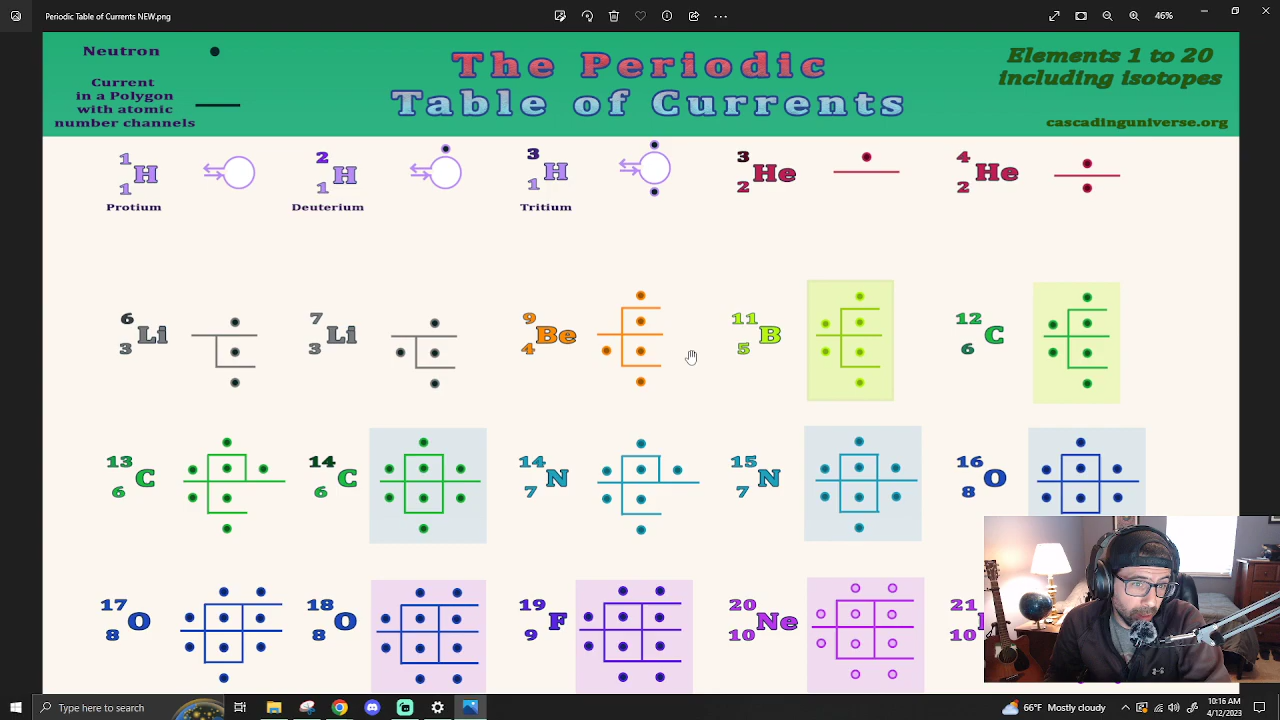 Periodic Table of Currents NEW.png
46%
Neutron
Current
in a Polygon
with atomic
number channels
The Periodic
Table of Currents
Elements 1 to 20
including isotopes
cascadinguniverse.org
1 1 H
Protium
2 1 H
Deuterium
3 1 H
Tritium
3 2 He
4 2 He
6 3 Li
7 3 Li
9 4 Be
11 5 B
12 6 C
13 6 C
14 6 C
14 7 N
15 7 N
16 8 O
17 8 O
18 8 O
19 9 F
20 10 Ne
21 10
Type here to search
66°F Mostly cloudy
10:16 AM
4/12/2023